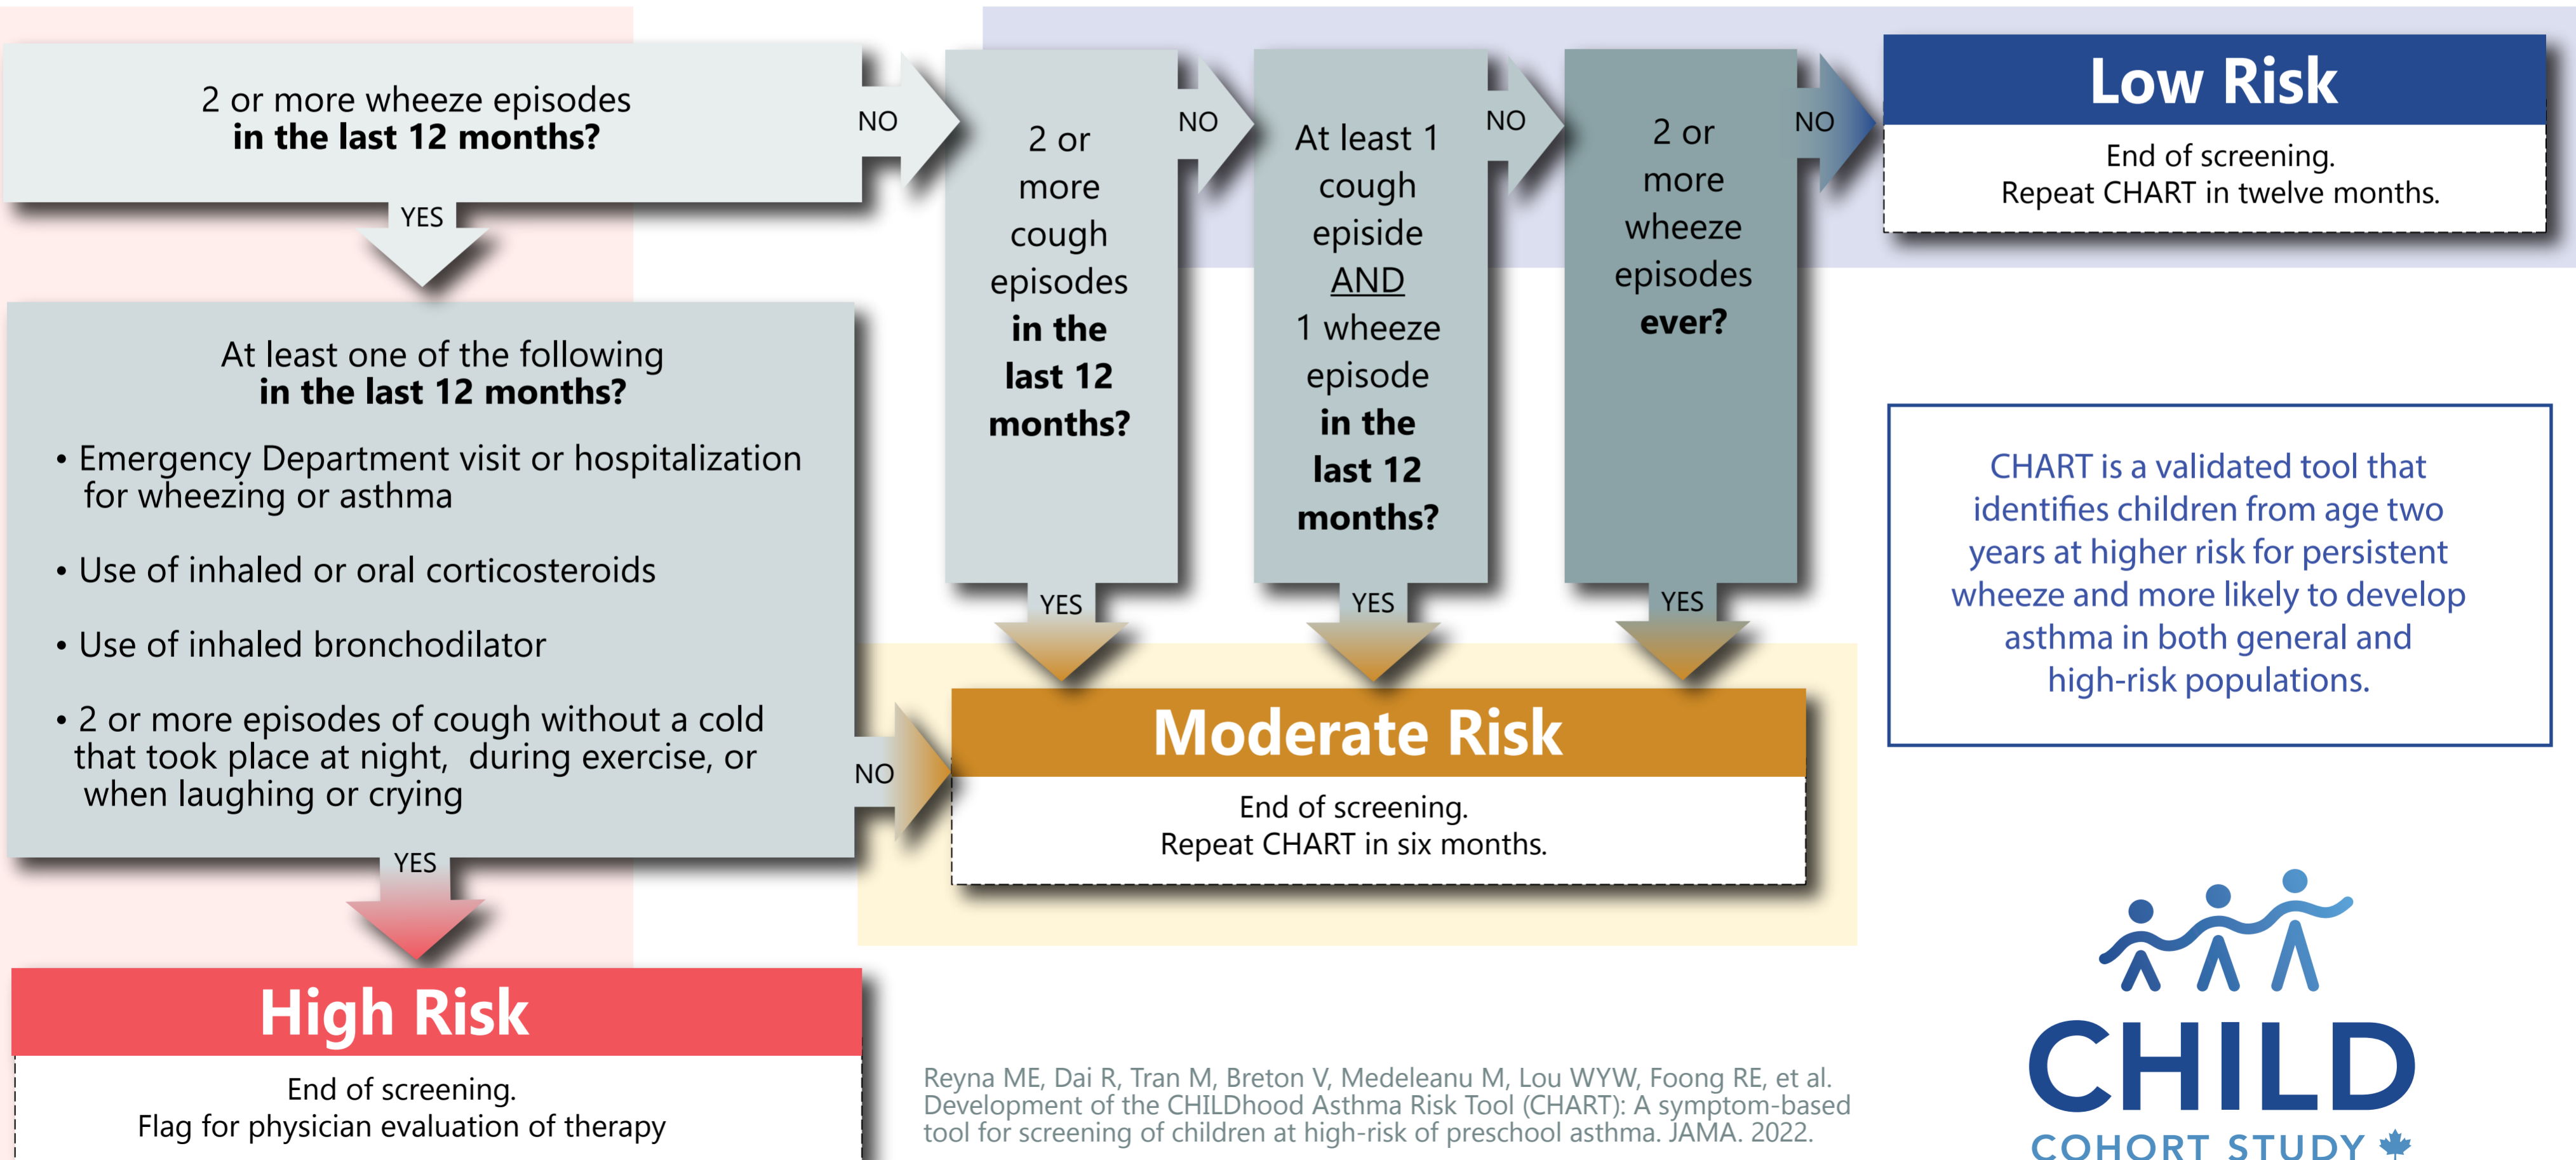 2 or more wheeze episodes
in the last 12 months?
NO
YES
2 or
more
cough
episodes
in the
last 12
months?
NO
YES
At least 1
cough
episide
AND
1 wheeze
episode
in the
last 12
months?
NO
YES
2 or
more
wheeze
episodes
ever?
NO
YES
Low Risk
End of screening.
Repeat CHART in twelve months.
At least one of the following
in the last 12 months?
• Emergency Department visit or hospitalization
for wheezing or asthma
• Use of inhaled or oral corticosteroids
• Use of inhaled bronchodilator
• 2 or more episodes of cough without a cold
that took place at night, during exercise, or
when laughing or crying
NO
YES
Moderate Risk
End of screening.
Repeat CHART in six months.
High Risk
End of screening.
Flag for physician evaluation of therapy
CHART is a validated tool that
identifies children from age two
years at higher risk for persistent
wheeze and more likely to develop
asthma in both general and
high-risk populations.
Reyna ME, Dai R, Tran M, Breton V, Medeleanu M, Lou WYW, Foong RE, et al.
Development of the CHILDhood Asthma Risk Tool (CHART): A symptom-based
tool for screening of children at high-risk of preschool asthma. JAMA. 2022.
CHILD
COHORT STUDY